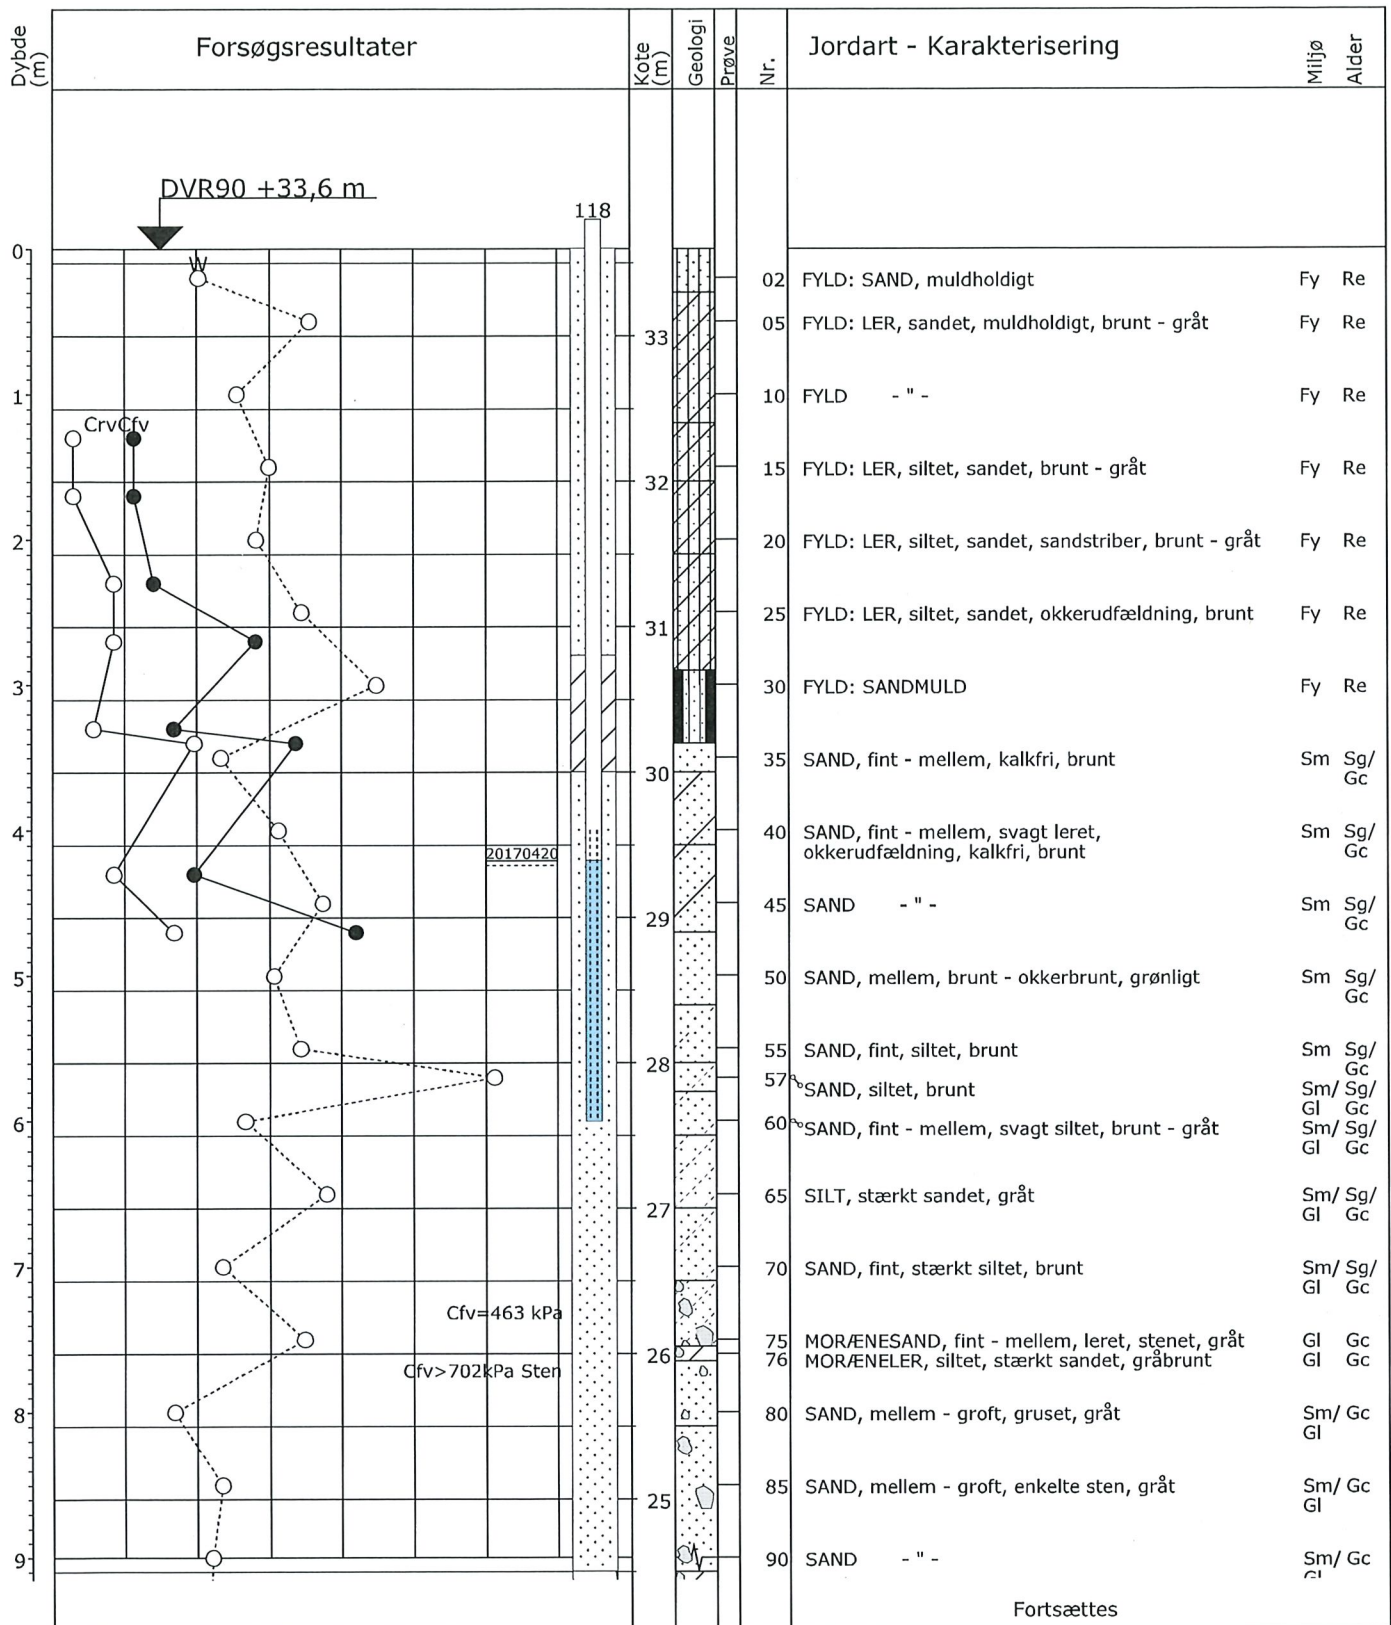 Dybde (m)
Forsøgsresultater
Kote (m)
Geologi
Prøve
Nr.
Jordart - Karakterisering
Miljø
Alder
DVR90 +33,6 m
118
0
W
02 FYLD: SAND, muldholdigt Fy Re
05 FYLD: LER, sandet, muldholdigt, brunt - gråt Fy Re
33
1
10 FYLD - " - Fy Re
Crv Cfv
15 FYLD: LER, siltet, sandet, brunt - gråt Fy Re
32
2
20 FYLD: LER, siltet, sandet, sandstriber, brunt - gråt Fy Re
25 FYLD: LER, siltet, sandet, okkerudfældning, brunt Fy Re
31
3
30 FYLD: SANDMULD Fy Re
35 SAND, fint - mellem, kalkfri, brunt Sm Sg/
Gc
30
4
40 SAND, fint - mellem, svagt leret, Sm Sg/
okkerudfældning, kalkfri, brunt Gc
20170420
45 SAND - " - Sm Sg/
Gc
29
5
50 SAND, mellem, brunt - okkerbrunt, grønligt Sm Sg/
Gc
55 SAND, fint, siltet, brunt Sm Sg/
Gc
28
57 SAND, siltet, brunt Sm/ Sg/
Gl Gc
6
60 SAND, fint - mellem, svagt siltet, brunt - gråt Sm/ Sg/
Gl Gc
65 SILT, stærkt sandet, gråt Sm/ Sg/
Gl Gc
27
7
70 SAND, fint, stærkt siltet, brunt Sm/ Sg/
Gl Gc
Cfv=463 kPa
75 MORÆNESAND, fint - mellem, leret, stenet, gråt Gl Gc
26
76 MORÆNELER, siltet, stærkt sandet, gråbrunt Gl Gc
Cfv>702kPa Sten
8
80 SAND, mellem - groft, gruset, gråt Sm/ Gc
Gl
85 SAND, mellem - groft, enkelte sten, gråt Sm/ Gc
Gl
25
9
90 SAND - " - Sm/ Gc
Gl
Fortsættes